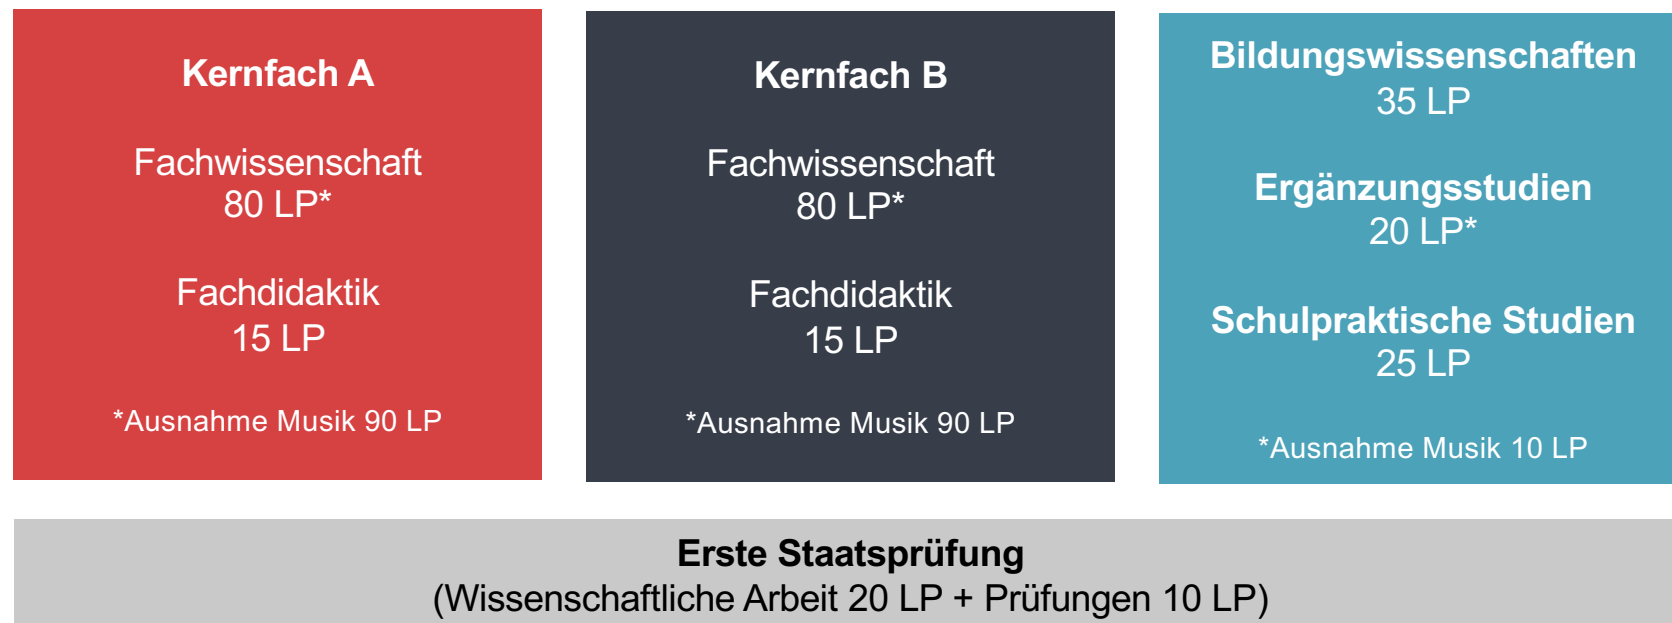 Kernfach A
Fachwissenschaft
80 LP*
Fachdidaktik
15 LP
*Ausnahme Musik 90 LP
Kernfach B
Fachwissenschaft
80 LP*
Fachdidaktik
15 LP
*Ausnahme Musik 90 LP
Bildungswissenschaften
35 LP
Ergänzungsstudien
20 LP*
Schulpraktische Studien
25 LP
*Ausnahme Musik 10 LP
Erste Staatsprüfung
(Wissenschaftliche Arbeit 20 LP + Prüfungen 10 LP)